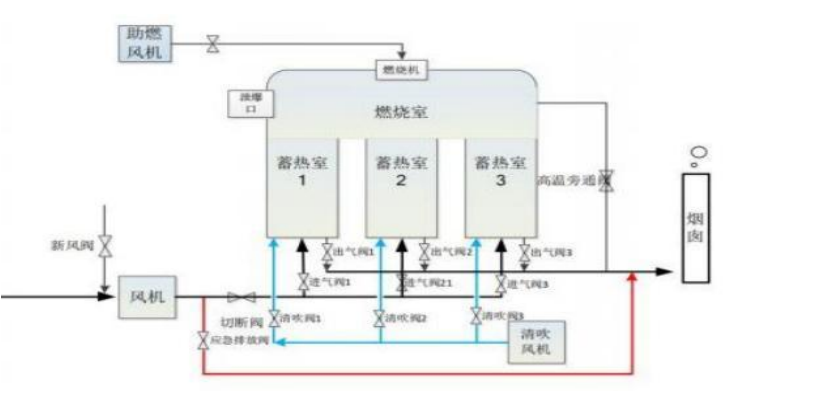 助燃
风机
燃烧机
泄爆
口
燃烧室
蓄热室
1
蓄热室
2
蓄热室
3
高温旁通阀
烟
囱
新风阀
出气阀1
出气阀2
出气阀3
风机
进气阀1
进气阀21
进气阀3
切断阀
清吹阀1
清吹阀2
清吹阀3
应急排放阀
清吹
风机